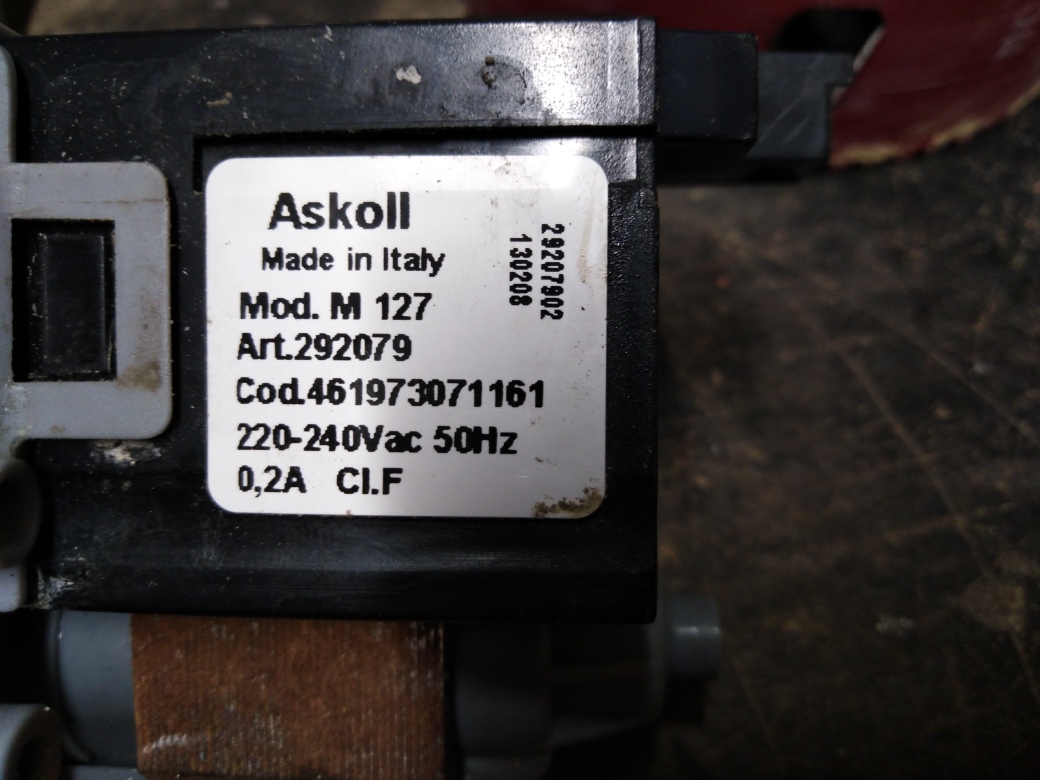 Askoll
Made in Italy
Mod. M 127
Art.292079
Cod.461973071161
220-240Vac 50Hz
0,2A Cl.F
29207902
130208